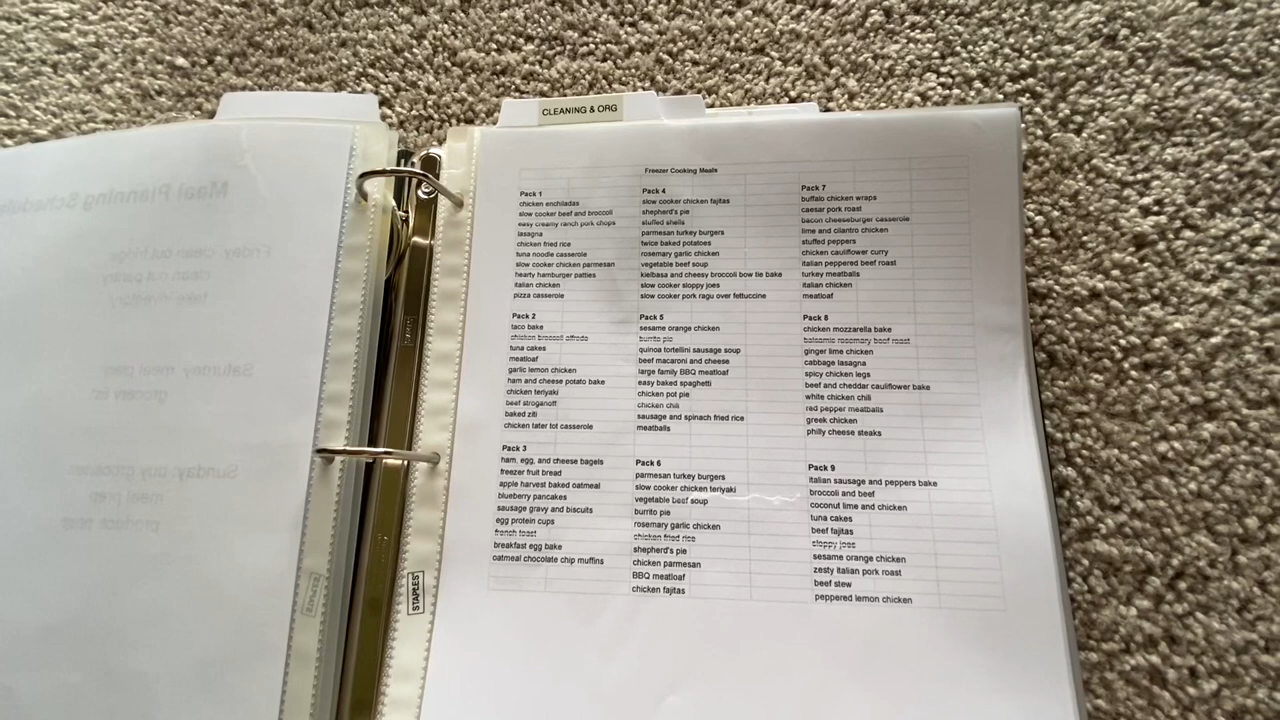 CLEANING & ORG
Meal Planning Schedule
Friday: clean out fridge
clean out pantry
take inventory
Saturday: meal plan
grocery list
Sunday: buy groceries
meal prep
produce prep
STAPLES
Freezer Cooking Meals
Pack 1
chicken enchiladas
slow cooker beef and broccoli
easy creamy ranch pork chops
lasagna
chicken fried rice
tuna noodle casserole
slow cooker chicken parmesan
hearty hamburger patties
italian chicken
pizza casserole
Pack 2
taco bake
chicken broccoli alfredo
tuna cakes
meatloaf
garlic lemon chicken
ham and cheese potato bake
chicken teriyaki
beef stroganoff
baked ziti
chicken tater tot casserole
Pack 3
ham, egg, and cheese bagels
freezer fruit bread
apple harvest baked oatmeal
blueberry pancakes
sausage gravy and biscuits
egg protein cups
french toast
breakfast egg bake
oatmeal chocolate chip muffins
Pack 4
slow cooker chicken fajitas
shepherd's pie
stuffed shells
parmesan turkey burgers
twice baked potatoes
rosemary garlic chicken
vegetable beef soup
kielbasa and cheesy broccoli bow tie bake
slow cooker sloppy joes
slow cooker pork ragu over fettuccine
Pack 5
sesame orange chicken
burrito pie
quinoa tortellini sausage soup
beef macaroni and cheese
large family BBQ meatloaf
easy baked spaghetti
chicken pot pie
chicken chili
sausage and spinach fried rice
meatballs
Pack 6
parmesan turkey burgers
slow cooker chicken teriyaki
vegetable beef soup
burrito pie
rosemary garlic chicken
chicken fried rice
shepherd's pie
chicken parmesan
BBQ meatloaf
chicken fajitas
Pack 7
buffalo chicken wraps
caesar pork roast
bacon cheeseburger casserole
lime and cilantro chicken
stuffed peppers
chicken cauliflower curry
italian peppered beef roast
turkey meatballs
italian chicken
meatloaf
Pack 8
chicken mozzarella bake
balsamic rosemary beef roast
ginger lime chicken
cabbage lasagna
spicy chicken legs
beef and cheddar cauliflower bake
white chicken chili
red pepper meatballs
greek chicken
philly cheese steaks
Pack 9
italian sausage and peppers bake
broccoli and beef
coconut lime and chicken
tuna cakes
beef fajitas
sloppy joes
sesame orange chicken
zesty italian pork roast
beef stew
peppered lemon chicken